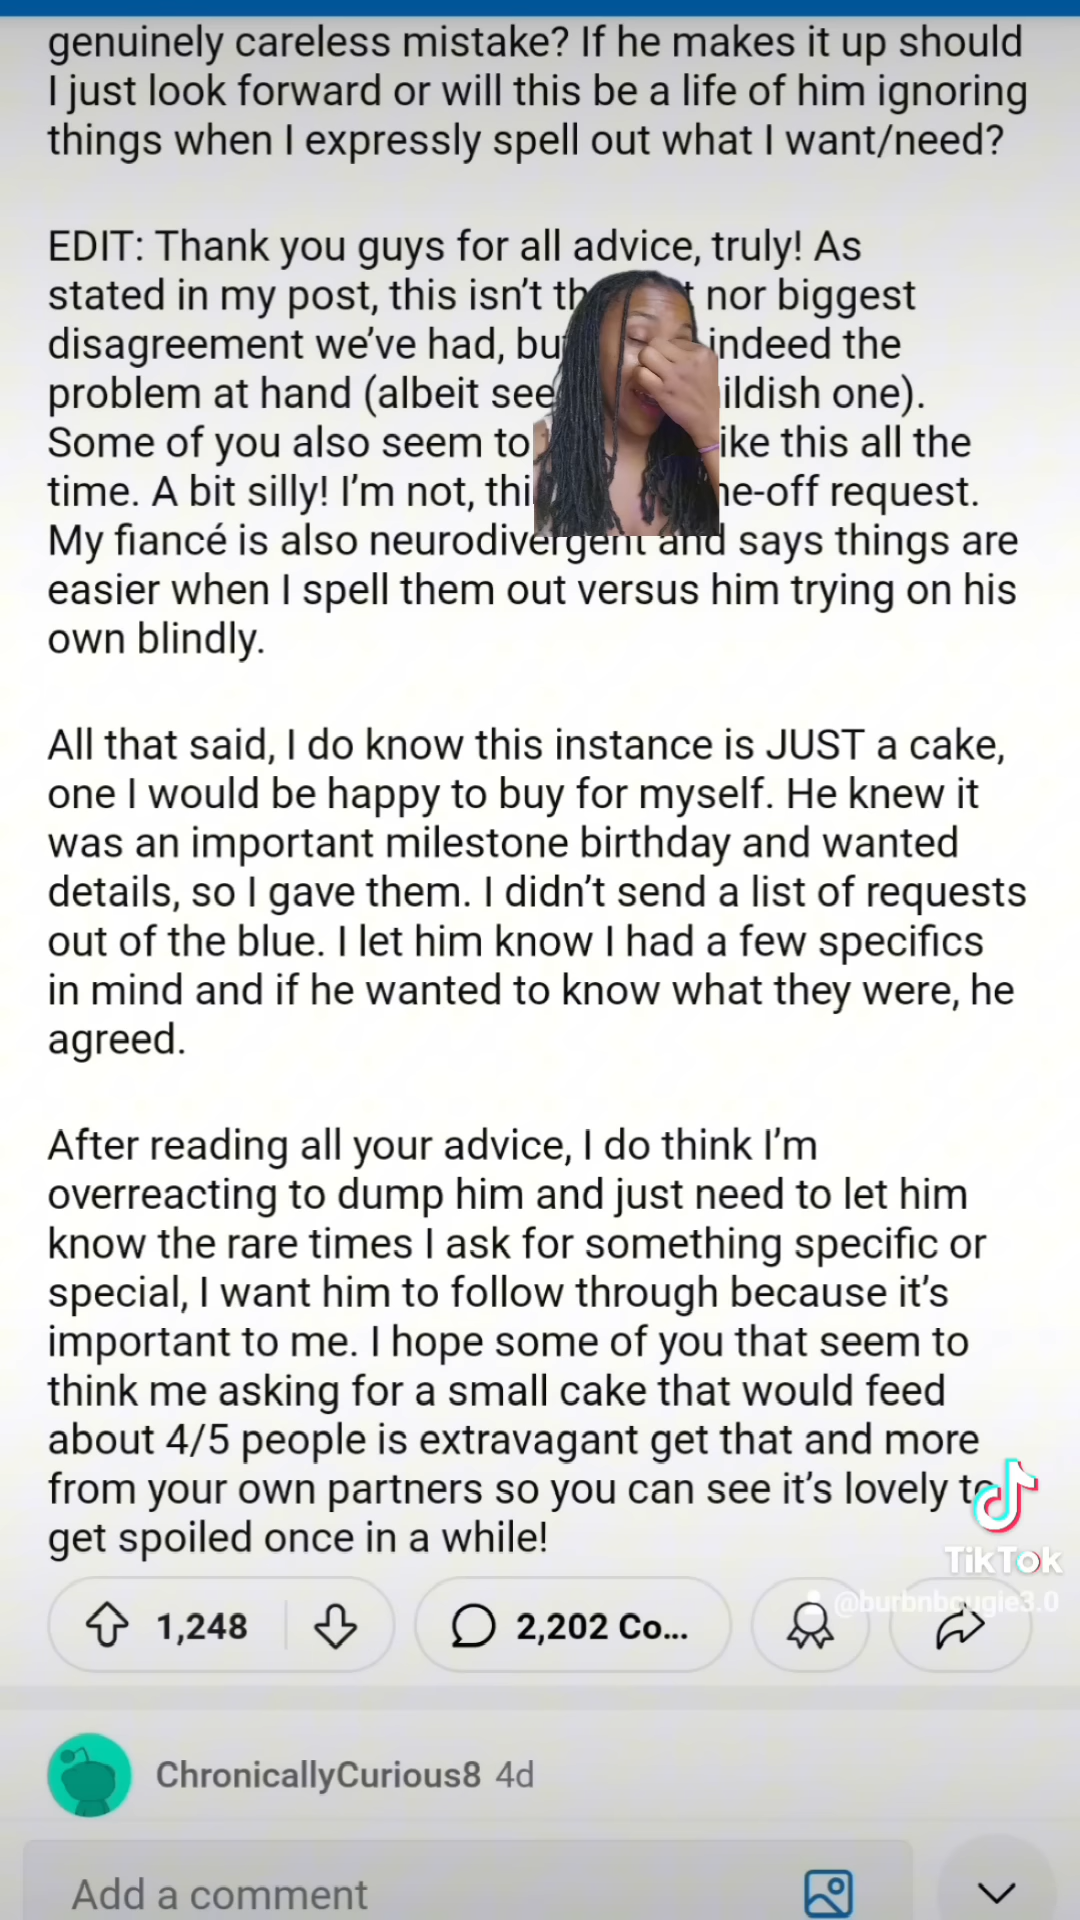 genuinely careless mistake? If he makes it up should
I just look forward or will this be a life of him ignoring
things when I expressly spell out what I want/need?
EDIT: Thank you guys for all advice, truly! As
stated in my post, this isn't nor biggest
disagreement we've had, indeed the
problem at hand (albeit one).
Some of you also seem to like this all the
time. A bit silly! I'm not, request.
My fiancé is also neurodivergent and says things are
easier when I spell them out versus him trying on his
own blindly.
All that said, I do know this instance is JUST a cake,
one I would be happy to buy for myself. He knew it
was an important milestone birthday and wanted
details, so I gave them. I didn't send a list of requests
out of the blue. I let him know I had a few specifics
in mind and if he wanted to know what they were, he
agreed.
After reading all your advice, I do think I'm
overreacting to dump him and just need to let him
know the rare times I ask for something specific or
special, I want him to follow through because it's
important to me. I hope some of you that seem to
think me asking for a small cake that would feed
about 4/5 people is extravagant get that and more
from your own partners so you can see it's lovely to
get spoiled once in a while!
TikTok
@burbnbougie3.0
1,248
2,202 Co...
ChronicallyCurious8 4d
Add a comment